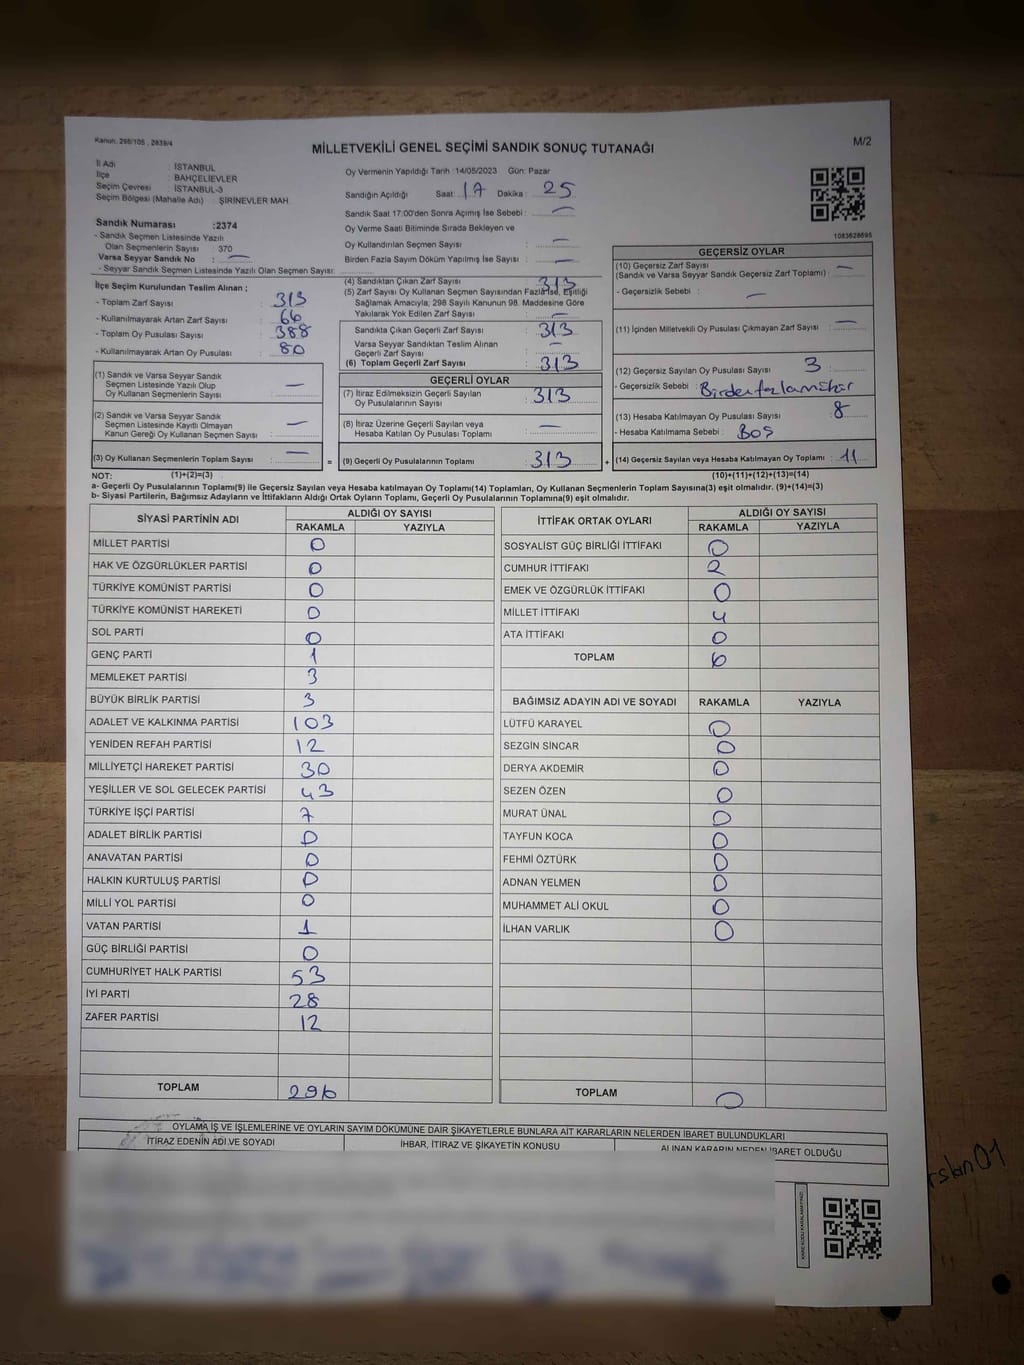 Kanun, 298/105 , 2839/4
MİLLETVEKİLİ GENEL SEÇİMİ SANDIK SONUÇ TUTANAĞI
M/2
İl Adı : İSTANBUL
İlçe : BAHÇELİEVLER
Seçim Çevresi : İSTANBUL-3
Seçim Bölgesi (Mahalle Adı) : ŞİRİNEVLER MAH.
Sandık Numarası :2374
- Sandık Seçmen Listesinde Yazılı
Olan Seçmenlerin Sayısı : 370
Varsa Seyyar Sandık No : —
- Seyyar Sandık Seçmen Listesinde Yazılı Olan Seçmen Sayısı:
İlçe Seçim Kurulundan Teslim Alınan ;
- Toplam Zarf Sayısı : 313
- Kullanılmayarak Artan Zarf Sayısı : 66
- Toplam Oy Pusulası Sayısı : 388
- Kullanılmayarak Artan Oy Pusulası : 80
(1) Sandık ve Varsa Seyyar Sandık
Seçmen Listesinde Yazılı Olup
Oy Kullanan Seçmenlerin Sayısı : —
(2) Sandık ve Varsa Seyyar Sandık
Seçmen Listesinde Kayıtlı Olmayan
Kanun Gereği Oy Kullanan Seçmen Sayısı : —
(3) Oy Kullanan Seçmenlerin Toplam Sayısı : —
Oy Vermenin Yapıldığı Tarih :14/05/2023 Gün: Pazar
Sandığın Açıldığı Saat: 17 Dakika : 25
Sandık Saat 17:00'den Sonra Açılmış İse Sebebi : —
Oy Verme Saati Bitiminde Sırada Bekleyen ve
Oy Kullandırılan Seçmen Sayısı : —
Birden Fazla Sayım Döküm Yapılmış İse Sayısı : —
(4) Sandıktan Çıkan Zarf Sayısı : 313
(5) Zarf Sayısı Oy Kullanan Seçmen Sayısından Fazla İse, Eşitliği
Sağlamak Amacıyla; 298 Sayılı Kanunun 98. Maddesine Göre
Yakılarak Yok Edilen Zarf Sayısı : —
Sandıkta Çıkan Geçerli Zarf Sayısı : 313
Varsa Seyyar Sandıktan Teslim Alınan
Geçerli Zarf Sayısı : —
(6) Toplam Geçerli Zarf Sayısı : 313
GEÇERLİ OYLAR
(7) İtiraz Edilmeksizin Geçerli Sayılan
Oy Pusulalarının Sayısı : 313
(8) İtiraz Üzerine Geçerli Sayılan veya
Hesaba Katılan Oy Pusulası Toplamı : —
= (9) Geçerli Oy Pusulalarının Toplamı : 313 +
1083628695
GEÇERSİZ OYLAR
(10) Geçersiz Zarf Sayısı
(Sandık ve Varsa Seyyar Sandık Geçersiz Zarf Toplamı) : —
- Geçersizlik Sebebi : —
(11) İçinden Milletvekili Oy Pusulası Çıkmayan Zarf Sayısı : —
(12) Geçersiz Sayılan Oy Pusulası Sayısı : 3
- Geçersizlik Sebebi :
(13) Hesaba Katılmayan Oy Pusulası Sayısı : 8
- Hesaba Katılmama Sebebi : BOŞ
(14) Geçersiz Sayılan veya Hesaba Katılmayan Oy Toplamı : 11
NOT: (1)+(2)=(3) (10)+(11)+(12)+(13)=(14)
a- Geçerli Oy Pusulalarının Toplamı(9) ile Geçersiz Sayılan veya Hesaba katılmayan Oy Toplamı(14) Toplamları, Oy Kullanan Seçmenlerin Toplam Sayısına(3) eşit olmalıdır. (9)+(14)=(3)
b- Siyasi Partilerin, Bağımsız Adayların ve İttifakların Aldığı Ortak Oyların Toplamı, Geçerli Oy Pusulalarının Toplamına(9) eşit olmalıdır.
SİYASİ PARTİNİN ADI ALDIĞI OY SAYISI
RAKAMLA YAZIYLA
MİLLET PARTİSİ 0
HAK VE ÖZGÜRLÜKLER PARTİSİ 0
TÜRKİYE KOMÜNİST PARTİSİ 0
TÜRKİYE KOMÜNİST HAREKETİ 0
SOL PARTİ 0
GENÇ PARTİ 1
MEMLEKET PARTİSİ 3
BÜYÜK BİRLİK PARTİSİ 3
ADALET VE KALKINMA PARTİSİ 103
YENİDEN REFAH PARTİSİ 12
MİLLİYETÇİ HAREKET PARTİSİ 30
YEŞİLLER VE SOL GELECEK PARTİSİ 43
TÜRKİYE İŞÇİ PARTİSİ 7
ADALET BİRLİK PARTİSİ 0
ANAVATAN PARTİSİ 0
HALKIN KURTULUŞ PARTİSİ 0
MİLLİ YOL PARTİSİ 0
VATAN PARTİSİ 1
GÜÇ BİRLİĞİ PARTİSİ 0
CUMHURİYET HALK PARTİSİ 53
İYİ PARTİ 28
ZAFER PARTİSİ 12
TOPLAM 296
İTTİFAK ORTAK OYLARI ALDIĞI OY SAYISI
RAKAMLA YAZIYLA
SOSYALİST GÜÇ BİRLİĞİ İTTİFAKI 0
CUMHUR İTTİFAKI 2
EMEK VE ÖZGÜRLÜK İTTİFAKI 0
MİLLET İTTİFAKI 4
ATA İTTİFAKI 0
TOPLAM 6
BAĞIMSIZ ADAYIN ADI VE SOYADI RAKAMLA YAZIYLA
LÜTFÜ KARAYEL 0
SEZGİN SİNCAR 0
DERYA AKDEMİR 0
SEZEN ÖZEN 0
MURAT ÜNAL 0
TAYFUN KOCA 0
FEHMİ ÖZTÜRK 0
ADNAN YELMEN 0
MUHAMMET ALİ OKUL 0
İLHAN VARLIK 0
TOPLAM 0
OYLAMA İŞ VE İŞLEMLERİNE VE OYLARIN SAYIM DÖKÜMÜNE DAİR ŞİKAYETLERLE BUNLARA AİT KARARLARIN NELERDEN İBARET BULUNDUKLARI
İTİRAZ EDENİN ADI VE SOYADI İHBAR, İTİRAZ VE ŞİKAYETİN KONUSU ALINAN KARARIN NEDEN İBARET OLDUĞU
KAREKODU KARALAMAYINIZ!
rslan01